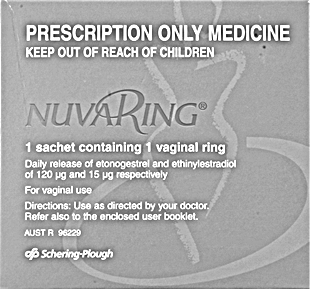 PRESCRIPTION ONLY MEDICINE
KEEP OUT OF REACH OF CHILDREN
NUVARING®
1 sachet containing 1 vaginal ring
Daily release of etonogestrel and ethinylestradiol
of 120 µg and 15 µg respectively
For vaginal use
Directions: Use as directed by your doctor.
Refer also to the enclosed user booklet.
AUST R 96229
Schering-Plough